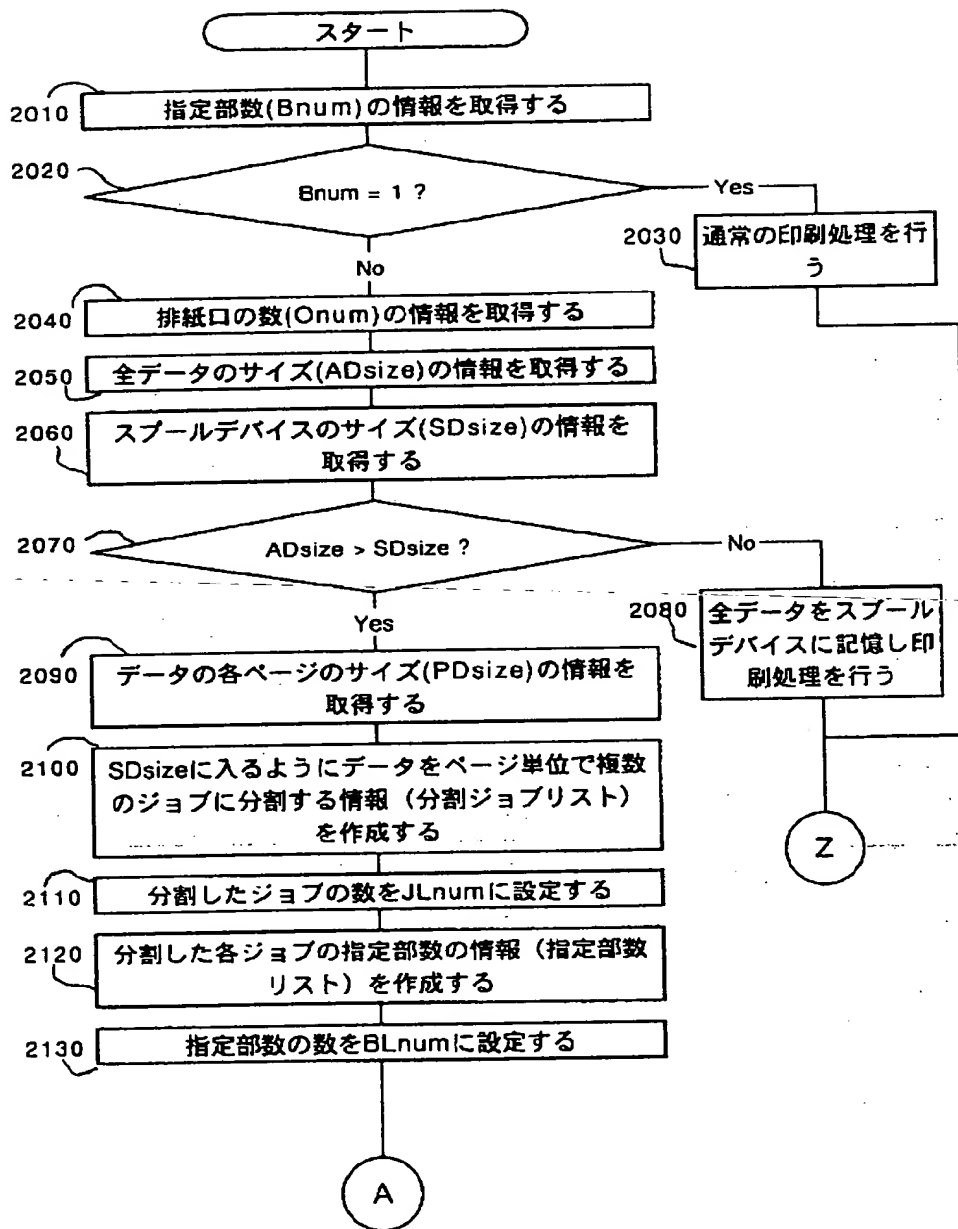 スタート
2010
指定部数(Bnum)の情報を取得する
2020
Bnum = 1 ?
Yes
2030
通常の印刷処理を行
う
No
2040
排紙口の数(Onum)の情報を取得する
2050
全データのサイズ(ADsize)の情報を取得する
2060
スプールデバイスのサイズ(SDsize)の情報を
取得する
2070
ADsize > SDsize ?
No
2080
全データをスプール
デバイスに記憶し印
刷処理を行う
Yes
2090
データの各ページのサイズ(PDsize)の情報を
取得する
2100
SDsizeに入るようにデータをページ単位で複数
のジョブに分割する情報（分割ジョブリスト）
を作成する
Z
2110
分割したジョブの数をJLnumに設定する
2120
分割した各ジョブの指定部数の情報（指定部数
リスト）を作成する
2130
指定部数の数をBLnumに設定する
A